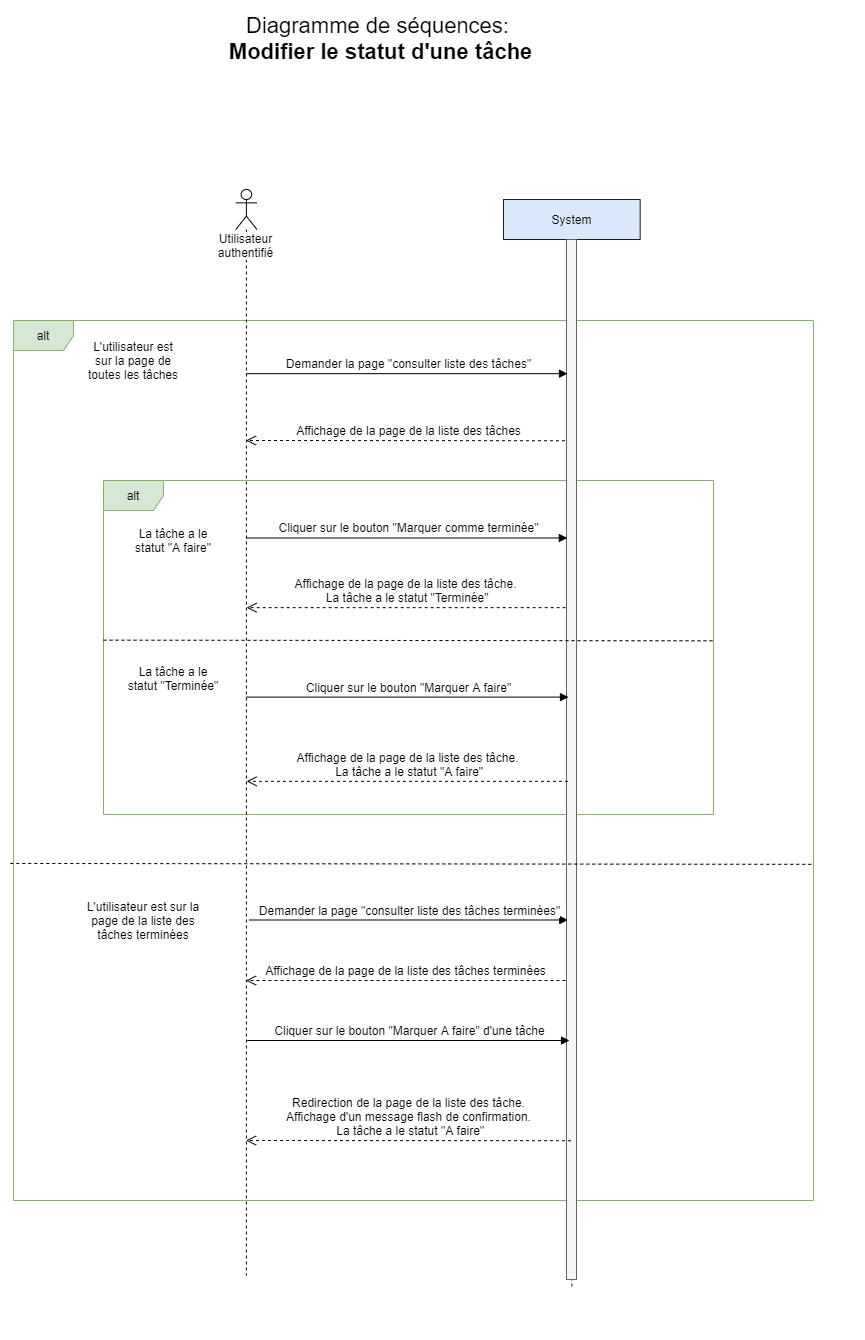 Diagramme de séquences:
Modifier le statut d'une tâche
Utilisateur
authentifié
System
alt
L'utilisateur est
sur la page de
toutes les tâches
Demander la page "consulter liste des tâches"
Affichage de la page de la liste des tâches
alt
La tâche a le
statut "A faire"
Cliquer sur le bouton "Marquer comme terminée"
Affichage de la page de la liste des tâche.
La tâche a le statut "Terminée"
La tâche a le
statut "Terminée"
Cliquer sur le bouton "Marquer A faire"
Affichage de la page de la liste des tâche.
La tâche a le statut "A faire"
L'utilisateur est sur la
page de la liste des
tâches terminées
Demander la page "consulter liste des tâches terminées"
Affichage de la page de la liste des tâches terminées
Cliquer sur le bouton "Marquer A faire" d'une tâche
Redirection de la page de la liste des tâche.
Affichage d'un message flash de confirmation.
La tâche a le statut "A faire"